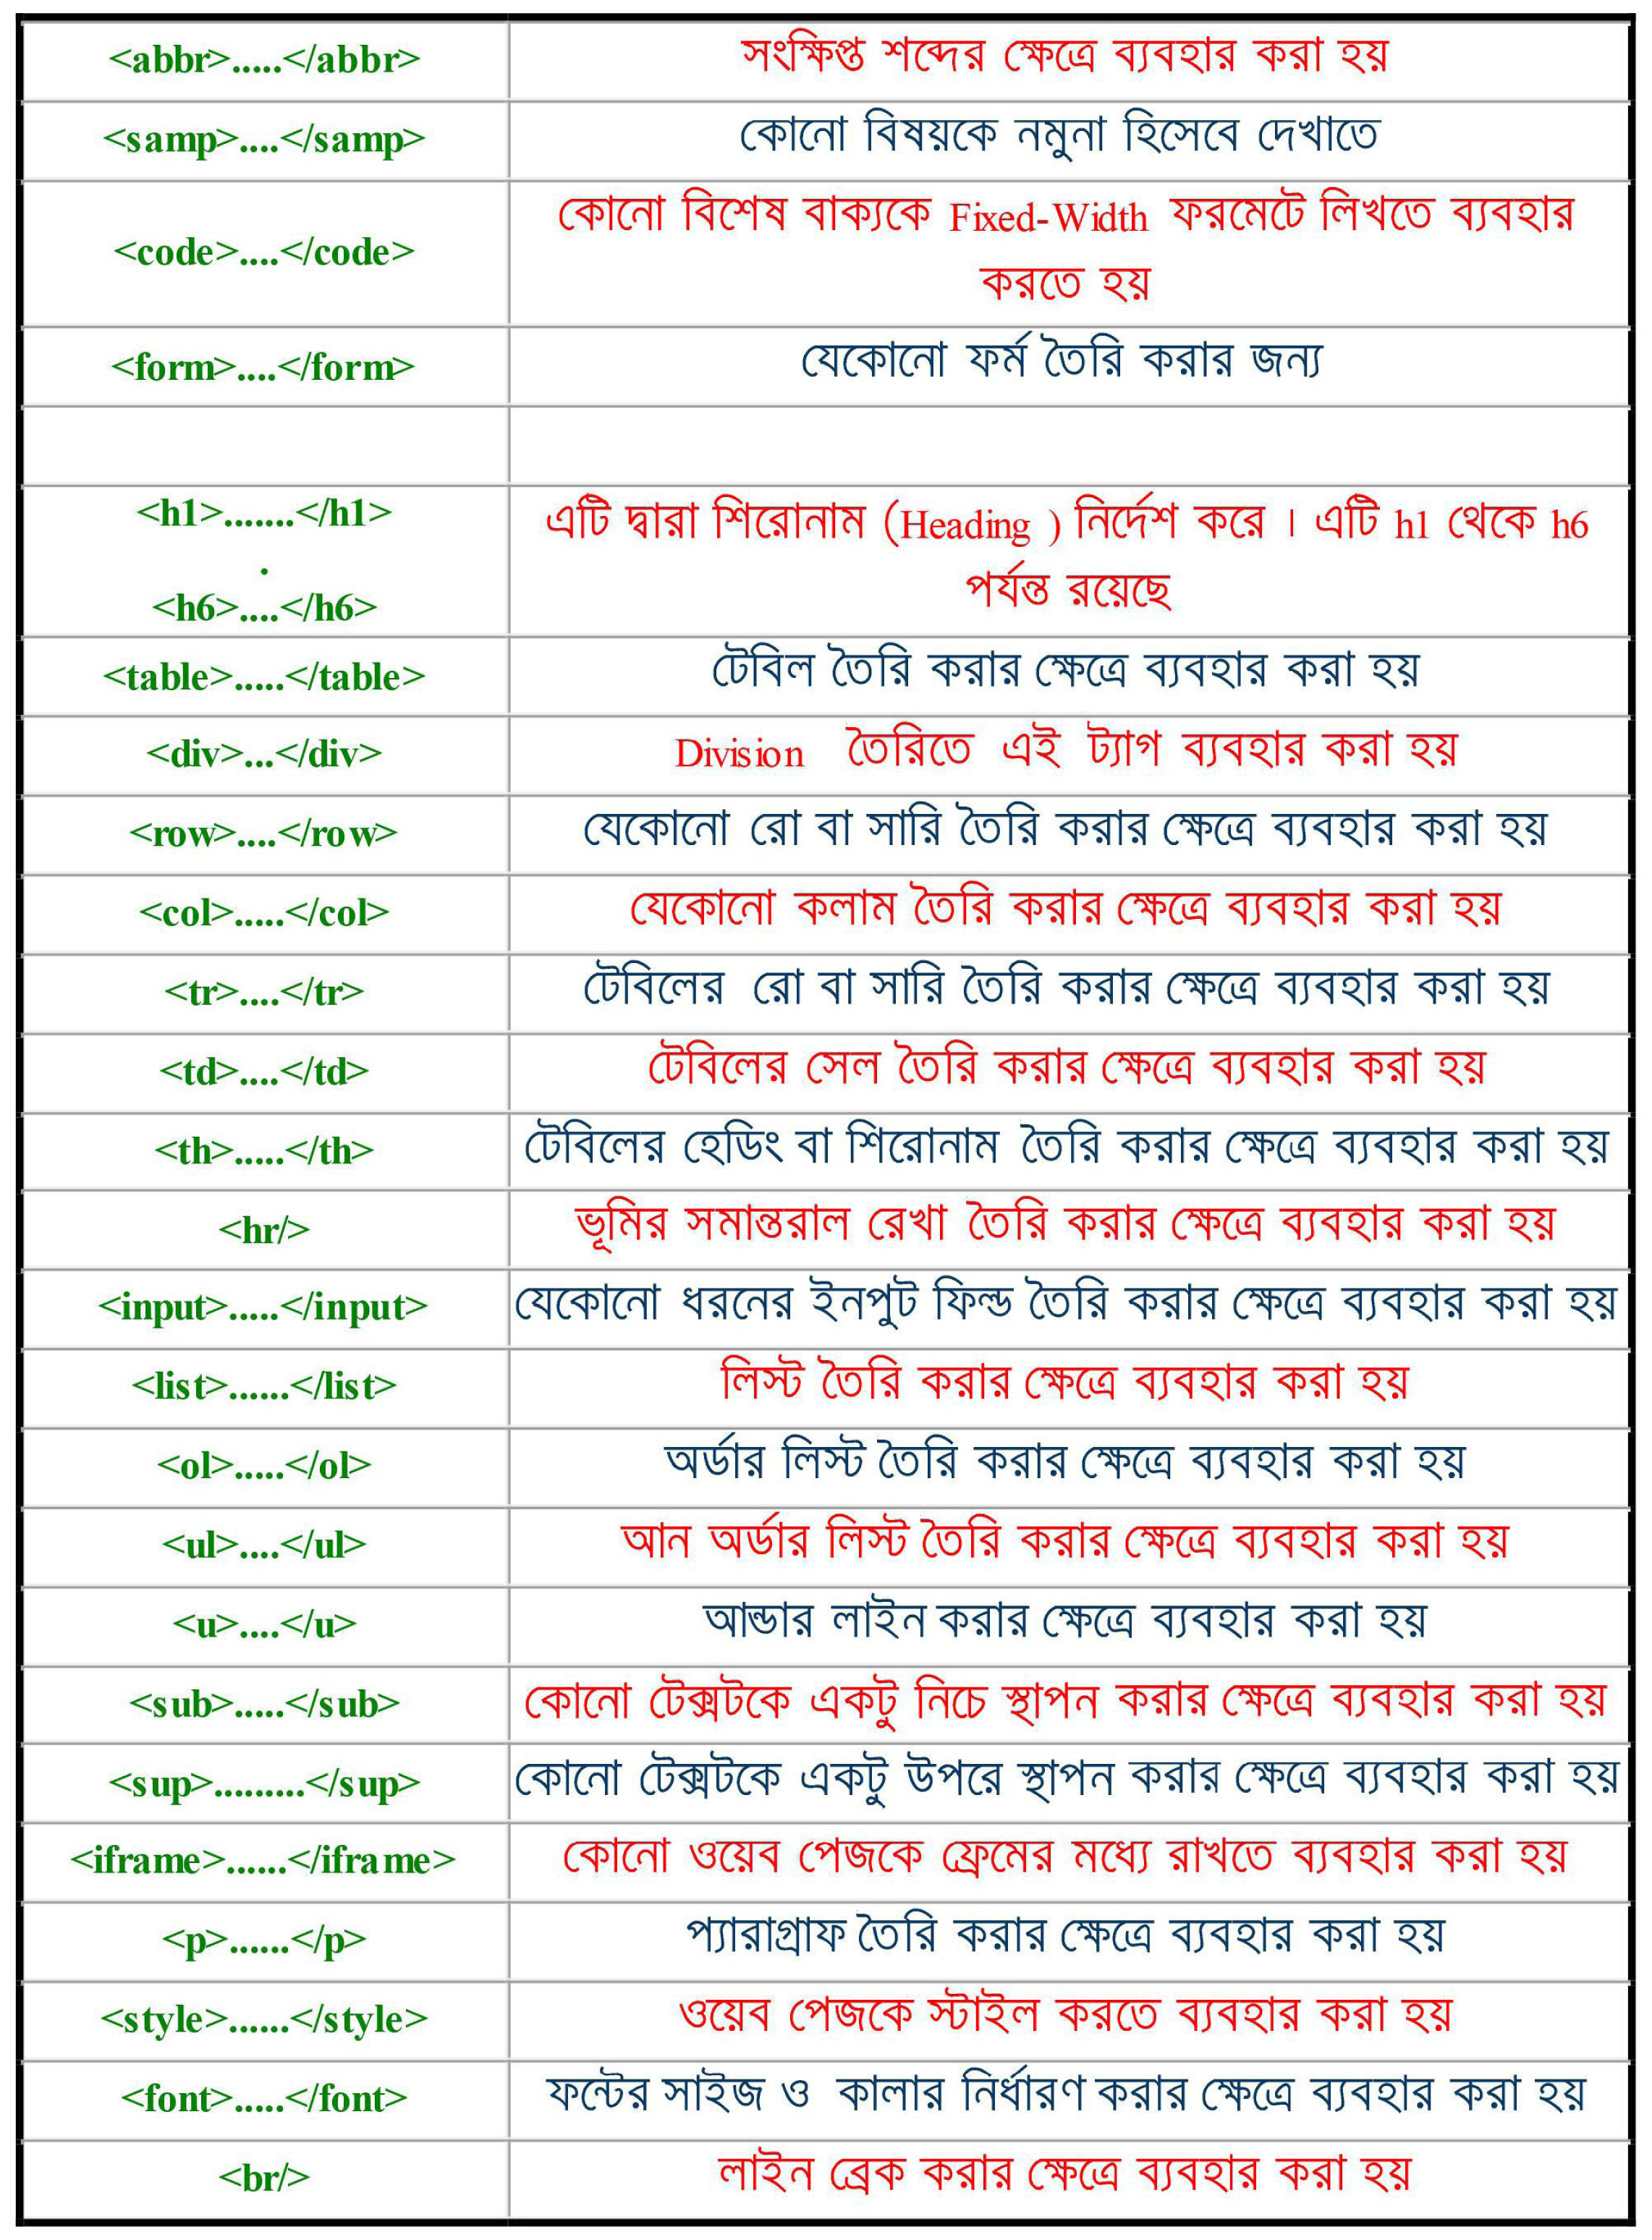 <abbr>.....</abbr> সংক্ষিপ্ত শব্দের ক্ষেত্রে ব্যবহার করা হয়
<samp>....</samp> কোনো বিষয়কে নমুনা হিসেবে দেখাতে
<code>....</code> কোনো বিশেষ বাক্যকে Fixed-Width ফরমেটে লিখতে ব্যবহার
করতে হয়
<form>....</form> যেকোনো ফর্ম তৈরি করার জন্য
<h1>.......</h1> এটি দ্বারা শিরোনাম (Heading ) নির্দেশ করে । এটি h1 থেকে h6
.
<h6>....</h6> পর্যন্ত রয়েছে
<table>.....</table> টেবিল তৈরি করার ক্ষেত্রে ব্যবহার করা হয়
<div>...</div> Division তৈরিতে এই ট্যাগ ব্যবহার করা হয়
<row>....</row> যেকোনো রো বা সারি তৈরি করার ক্ষেত্রে ব্যবহার করা হয়
<col>.....</col> যেকোনো কলাম তৈরি করার ক্ষেত্রে ব্যবহার করা হয়
<tr>....</tr> টেবিলের রো বা সারি তৈরি করার ক্ষেত্রে ব্যবহার করা হয়
<td>....</td> টেবিলের সেল তৈরি করার ক্ষেত্রে ব্যবহার করা হয়
<th>.....</th> টেবিলের হেডিং বা শিরোনাম তৈরি করার ক্ষেত্রে ব্যবহার করা হয়
<hr/> ভূমির সমান্তরাল রেখা তৈরি করার ক্ষেত্রে ব্যবহার করা হয়
<input>.....</input> যেকোনো ধরনের ইনপুট ফিল্ড তৈরি করার ক্ষেত্রে ব্যবহার করা হয়
<list>......</list> লিস্ট তৈরি করার ক্ষেত্রে ব্যবহার করা হয়
<ol>.....</ol> অর্ডার লিস্ট তৈরি করার ক্ষেত্রে ব্যবহার করা হয়
<ul>....</ul> আন অর্ডার লিস্ট তৈরি করার ক্ষেত্রে ব্যবহার করা হয়
<u>....</u> আন্ডার লাইন করার ক্ষেত্রে ব্যবহার করা হয়
<sub>.....</sub> কোনো টেক্সটকে একটু নিচে স্থাপন করার ক্ষেত্রে ব্যবহার করা হয়
<sup>.........</sup> কোনো টেক্সটকে একটু উপরে স্থাপন করার ক্ষেত্রে ব্যবহার করা হয়
<iframe>......</iframe> কোনো ওয়েব পেজকে ফ্রেমের মধ্যে রাখতে ব্যবহার করা হয়
<p>......</p> প্যারাগ্রাফ তৈরি করার ক্ষেত্রে ব্যবহার করা হয়
<style>......</style> ওয়েব পেজকে স্টাইল করতে ব্যবহার করা হয়
<font>.....</font> ফন্টের সাইজ ও কালার নির্ধারণ করার ক্ষেত্রে ব্যবহার করা হয়
<br/> লাইন ব্রেক করার ক্ষেত্রে ব্যবহার করা হয়